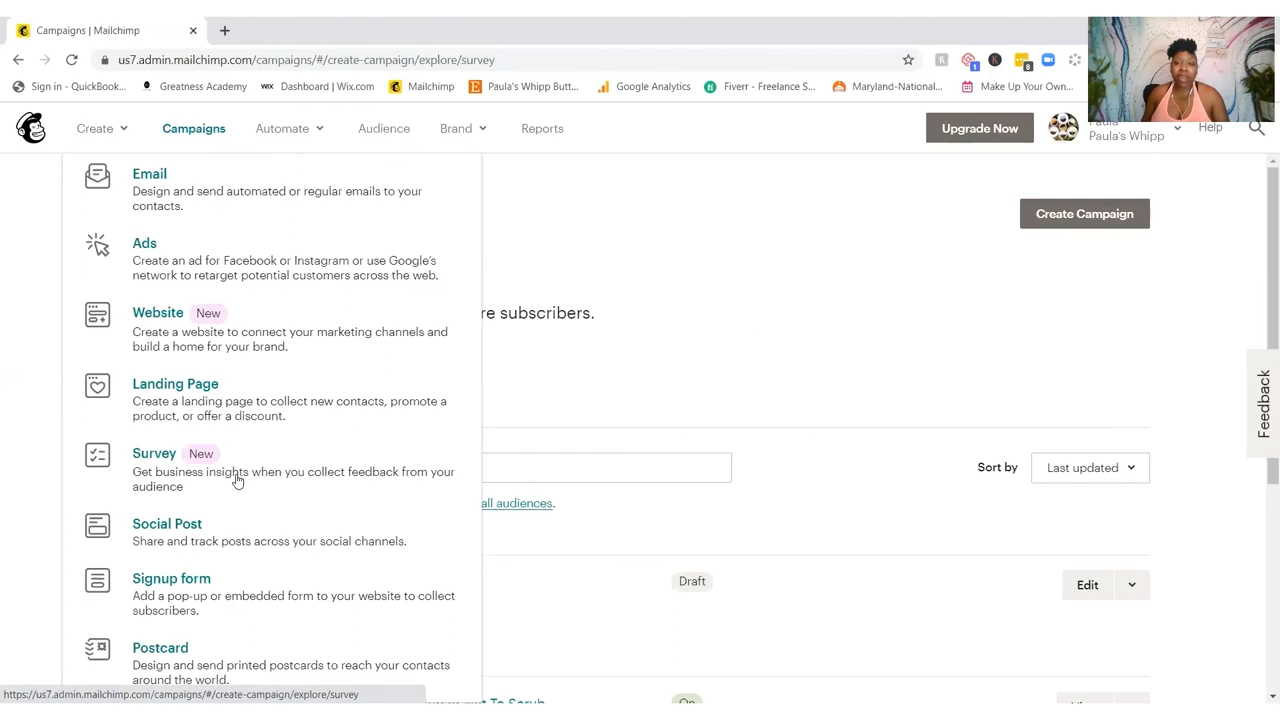 Campaigns | Mailchimp
us7.admin.mailchimp.com/campaigns/#/create-campaign/explore/survey
1
8
Sign in - QuickBook...
Greatness Academy
WIX Dashboard | Wix.com
Mailchimp
Paula's Whipp Butt...
Google Analytics
Fiverr - Freelance S...
Maryland-National...
Make Up Your Own...
Create
Campaigns
Automate
Audience
Brand
Reports
Upgrade Now
Paula
Paula's Whipp
Help
Email
Design and send automated or regular emails to your
contacts.
Ads
Create an ad for Facebook or Instagram or use Google's
network to retarget potential customers across the web.
Website New
Create a website to connect your marketing channels and
build a home for your brand.
Landing Page
Create a landing page to collect new contacts, promote a
product, or offer a discount.
Survey New
Get business insights when you collect feedback from your
audience
Social Post
Share and track posts across your social channels.
Signup form
Add a pop-up or embedded form to your website to collect
subscribers.
Postcard
Design and send printed postcards to reach your contacts
around the world.
Create Campaign
re subscribers.
Feedback
Sort by
Last updated
all audiences.
Draft
Edit
To Scrub
On
https://us7.admin.mailchimp.com/campaigns/#/create-campaign/explore/survey